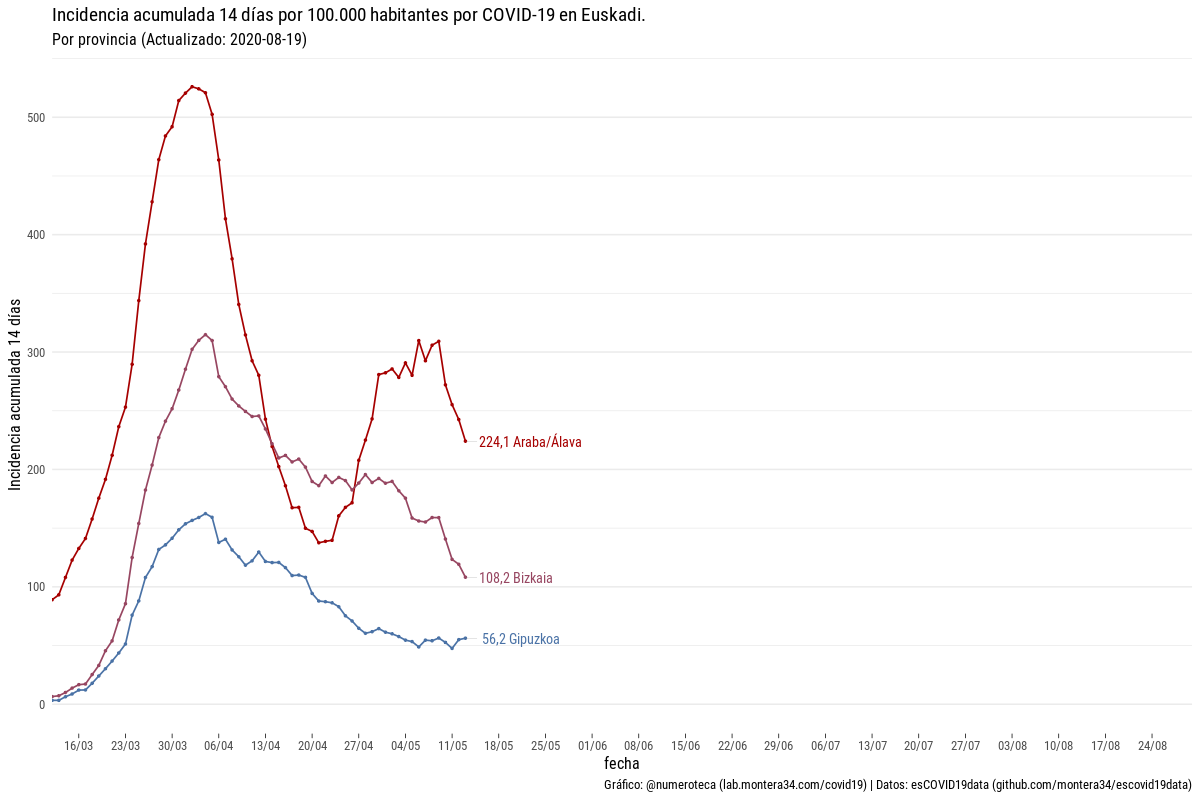 Incidencia acumulada 14 días por 100.000 habitantes por COVID-19 en Euskadi.
Por provincia (Actualizado: 2020-08-19)
Incidencia acumulada 14 días
500
400
300
200
100
0
224,1 Araba/Álava
108,2 Bizkaia
56,2 Gipuzkoa
16/03 23/03 30/03 06/04 13/04 20/04 27/04 04/05 11/05 18/05 25/05 01/06 08/06 15/06 22/06 29/06 06/07 13/07 20/07 27/07 03/08 10/08 17/08 24/08
fecha
Gráfico: @numeroteca (lab.montera34.com/covid19) | Datos: esCOVID19data (github.com/montera34/escovid19data)